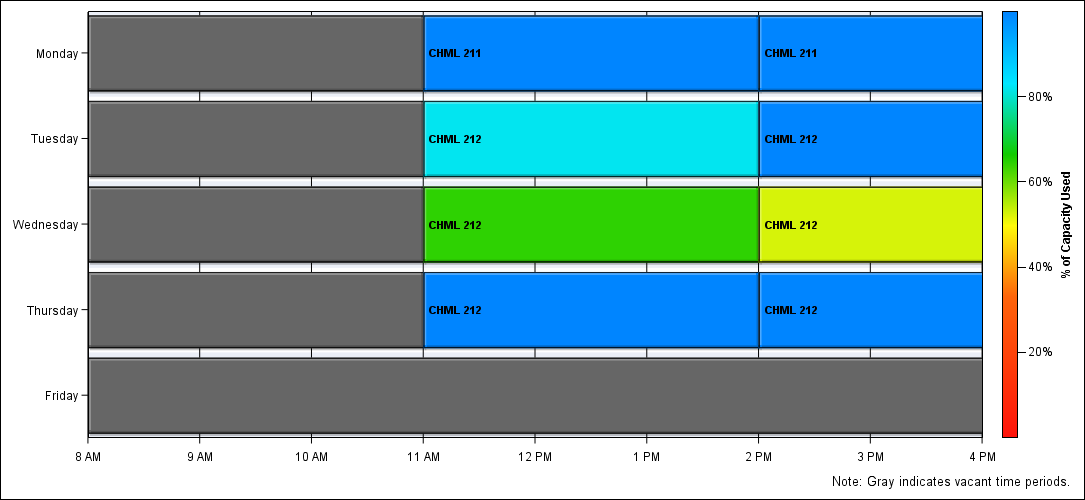 Monday
CHML 211
CHML 211
Tuesday
CHML 212
CHML 212
Wednesday
CHML 212
CHML 212
Thursday
CHML 212
CHML 212
Friday
8 AM 9 AM 10 AM 11 AM 12 PM 1 PM 2 PM 3 PM 4 PM
80%
60%
40%
20%
% of Capacity Used
Note: Gray indicates vacant time periods.